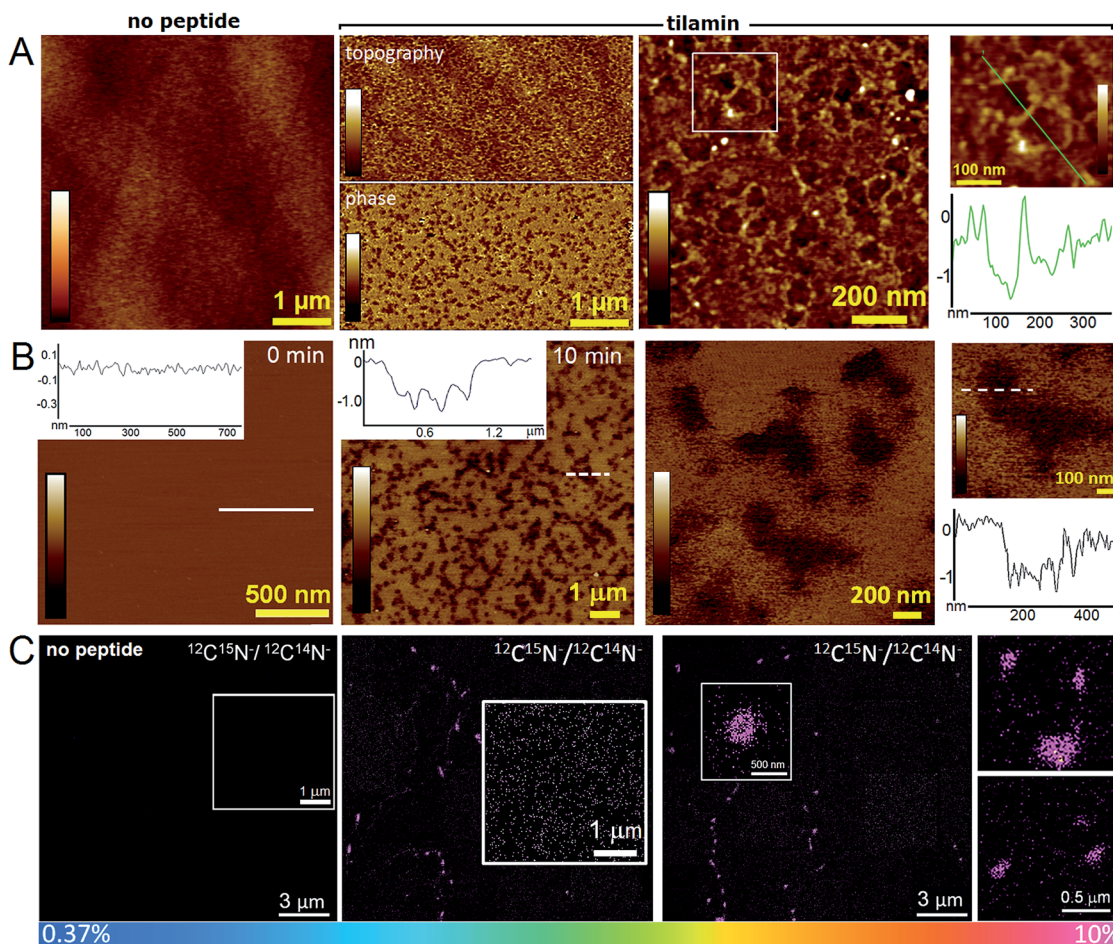 no peptide
tilamin
A
topography
phase
1 µm
1 µm
200 nm
100 nm
0
-1
nm
100
200
300
B
0.1
-0.1
-0.3
nm
100
300
500
700
0 min
500 nm
nm
0
-1.0
0.6
1.2
µm
10 min
1 µm
200 nm
100 nm
0
-1
nm
200
400
C
no peptide
¹²C¹⁵N⁻/ ¹²C¹⁴N⁻
1 µm
3 µm
¹²C¹⁵N⁻/¹²C¹⁴N⁻
1 µm
¹²C¹⁵N⁻/¹²C¹⁴N⁻
500 nm
3 µm
0.5 µm
0.37%
10%